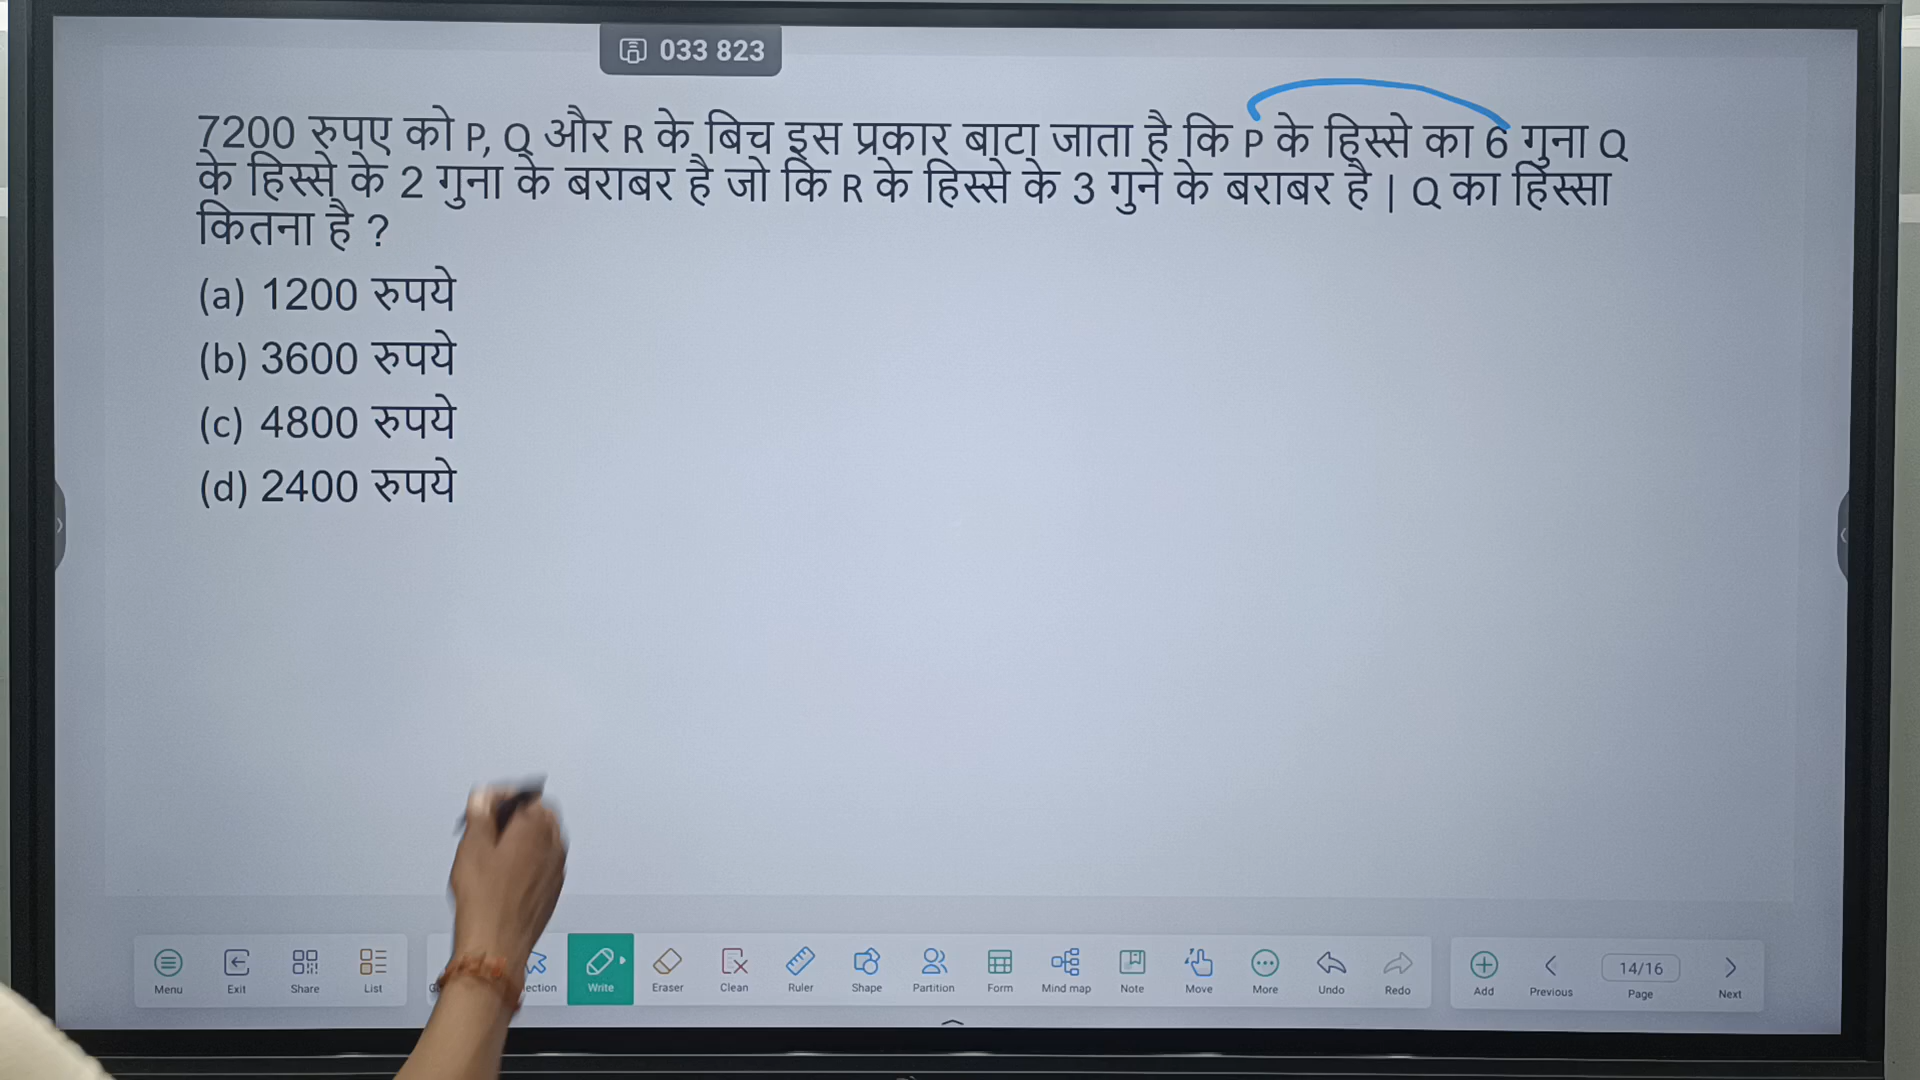 033 823
7200 रुपए को P, Q और R के बिच इस प्रकार बाटा जाता है कि P के हिस्से का 6 गुना Q
के हिस्से के 2 गुना के बराबर है जो कि R के हिस्से के 3 गुने के बराबर है | Q का हिस्सा
कितना है ?
(a) 1200 रुपये
(b) 3600 रुपये
(c) 4800 रुपये
(d) 2400 रुपये
Menu Exit Share List ection Write Eraser Clean Ruler Shape Partition Form Mind map Note Move More Undo Redo Add Previous 14/16 Page Next